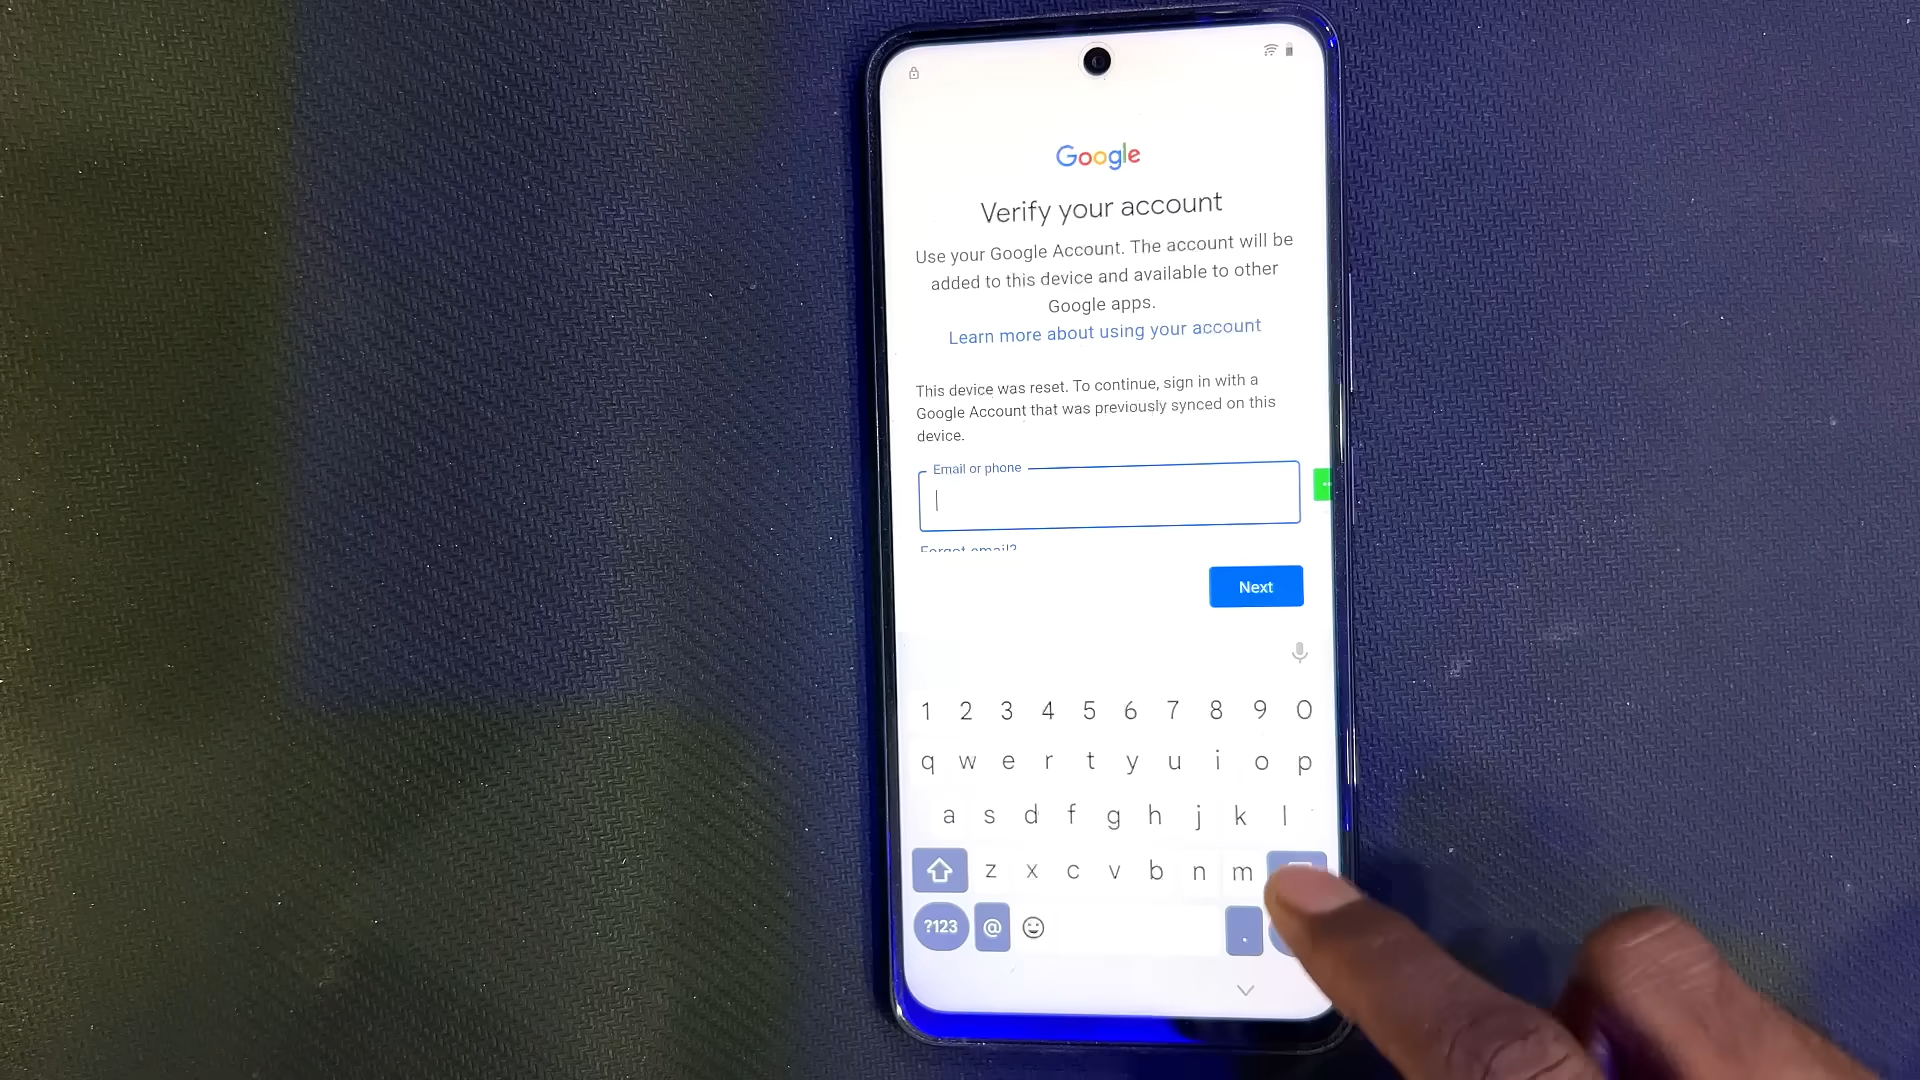 Google
Verify your account
Use your Google Account. The account will be
added to this device and available to other
Google apps.
Learn more about using your account
This device was reset. To continue, sign in with a
Google Account that was previously synced on this
device.
Email or phone
Forgot email?
Next
1 2 3 4 5 6 7 8 9 0
q w e r t y u i o p
a s d f g h j k l
z x c v b n m
?123 @ .